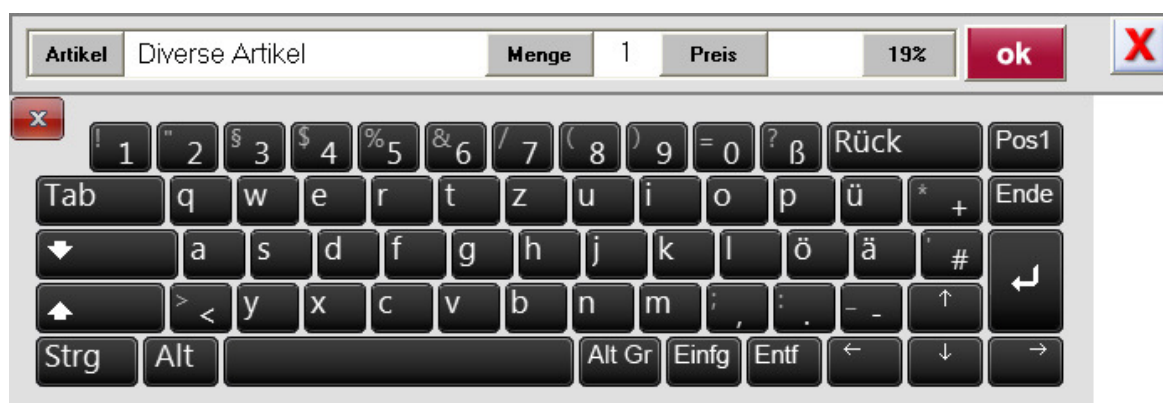 Artikel Diverse Artikel Menge 1 Preis 19% ok X
x
! 1 " 2 § 3 $ 4 % 5 & 6 / 7 ( 8 ) 9 = 0 ? ß Rück Pos1
Tab q w e r t z u i o p ü * + Ende
a s d f g h j k l ö ä ' #
> < y x c v b n m ; , : . _ - ↑
Strg Alt Alt Gr Einfg Entf ← ↓ →